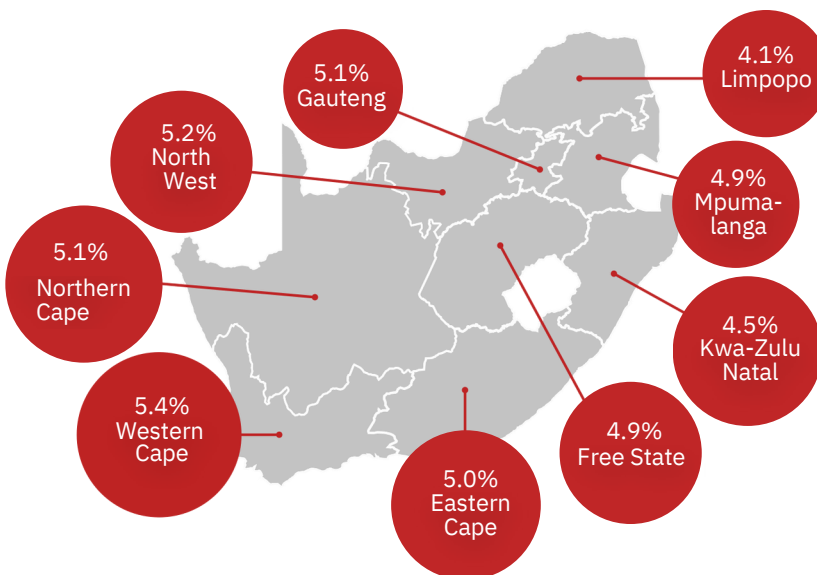 4.1%
Limpopo
5.1%
Gauteng
5.2%
North
West
4.9%
Mpuma-
langa
5.1%
Northern
Cape
4.5%
Kwa-Zulu
Natal
5.4%
Western
Cape
4.9%
Free State
5.0%
Eastern
Cape